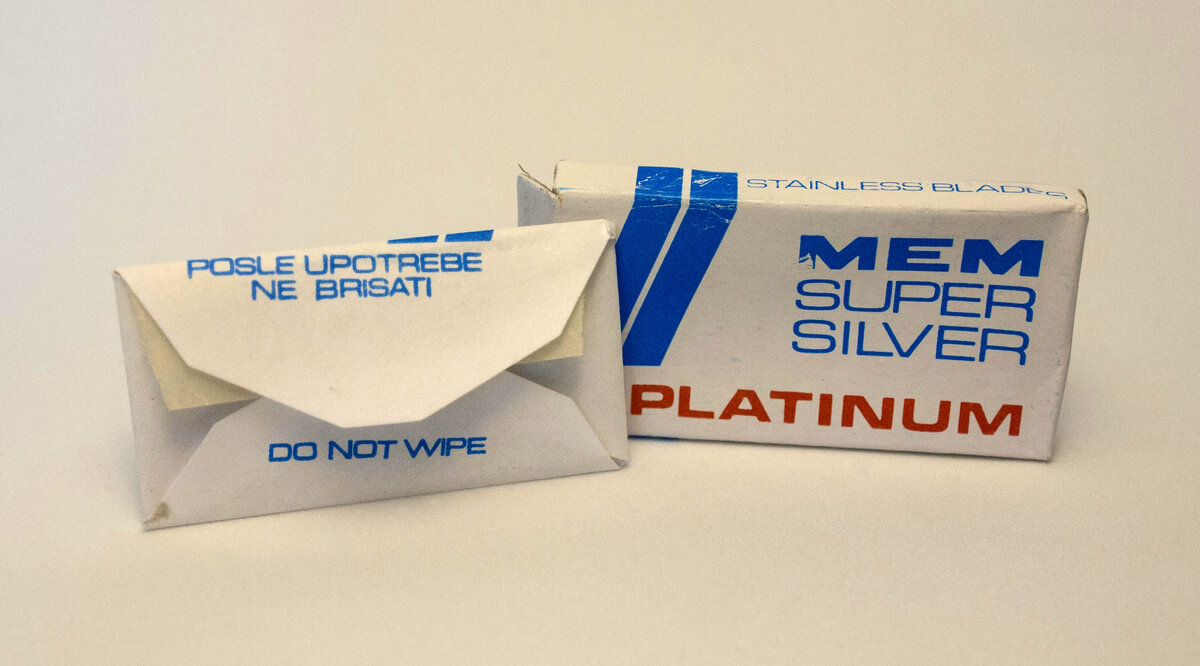 POSLE UPOTREBE
NE BRISATI
DO NOT WIPE
STAINLESS BLADES
MEM
SUPER
SILVER
PLATINUM